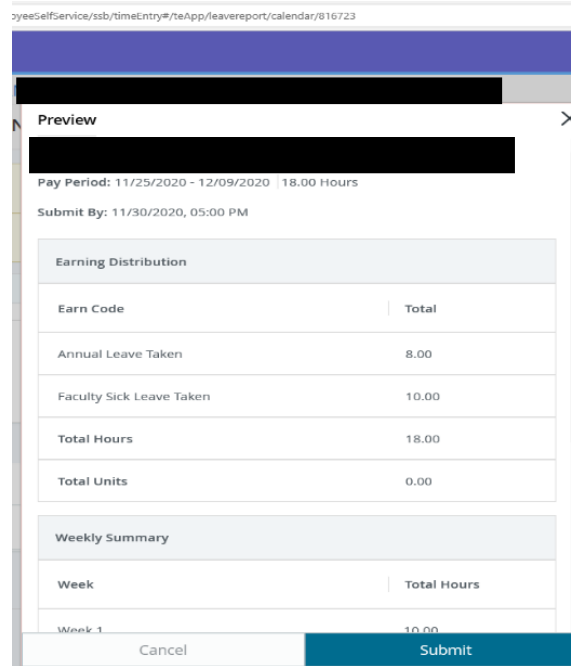 oyeeSelfService/ssb/timeEntry#/teApp/leavereport/calendar/816723
Preview
Pay Period: 11/25/2020 - 12/09/2020 18.00 Hours
Submit By: 11/30/2020, 05:00 PM
Earning Distribution
Earn Code Total
Annual Leave Taken 8.00
Faculty Sick Leave Taken 10.00
Total Hours 18.00
Total Units 0.00
Weekly Summary
Week Total Hours
Week 1 10.00
Cancel Submit